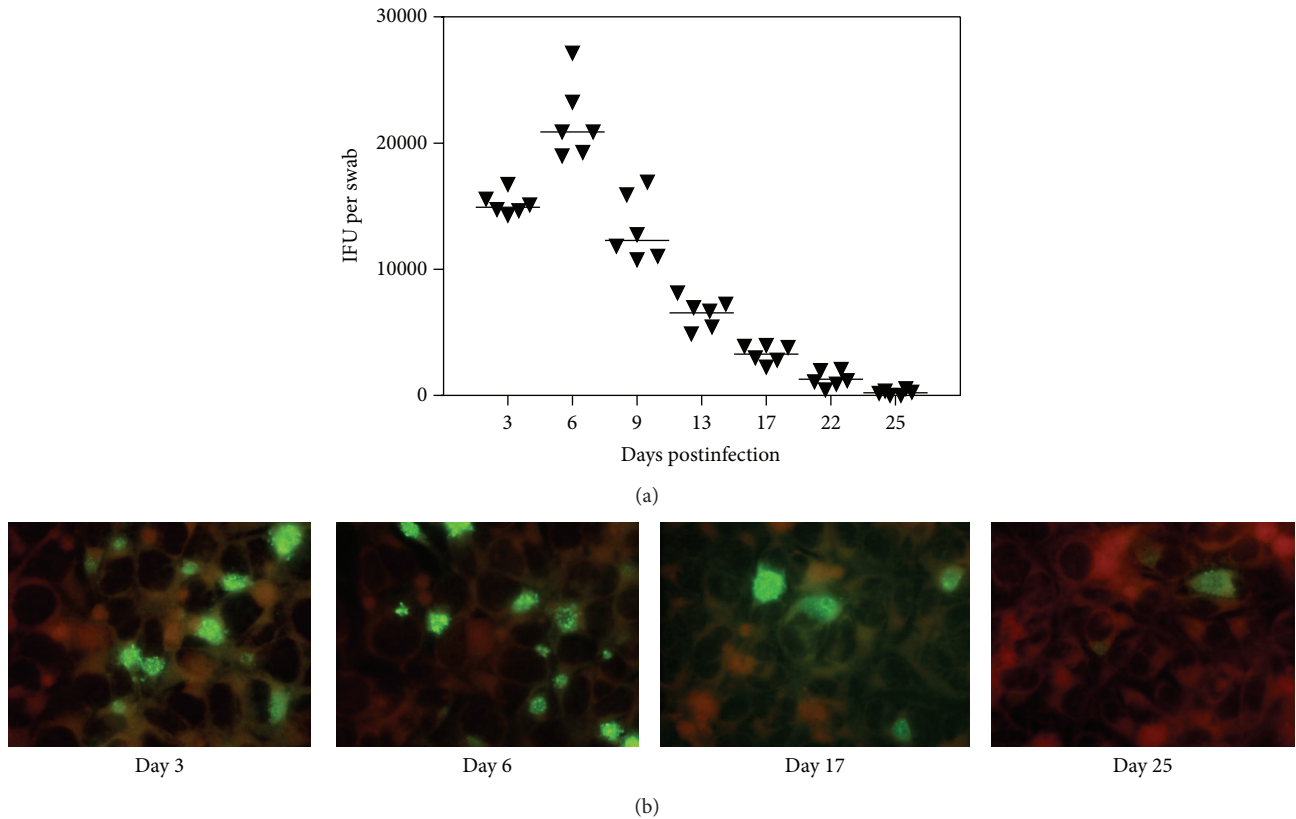 30000
20000
10000
0
IFU per swab
3 6 9 13 17 22 25
Days postinfection
(a)
Day 3 Day 6 Day 17 Day 25
(b)